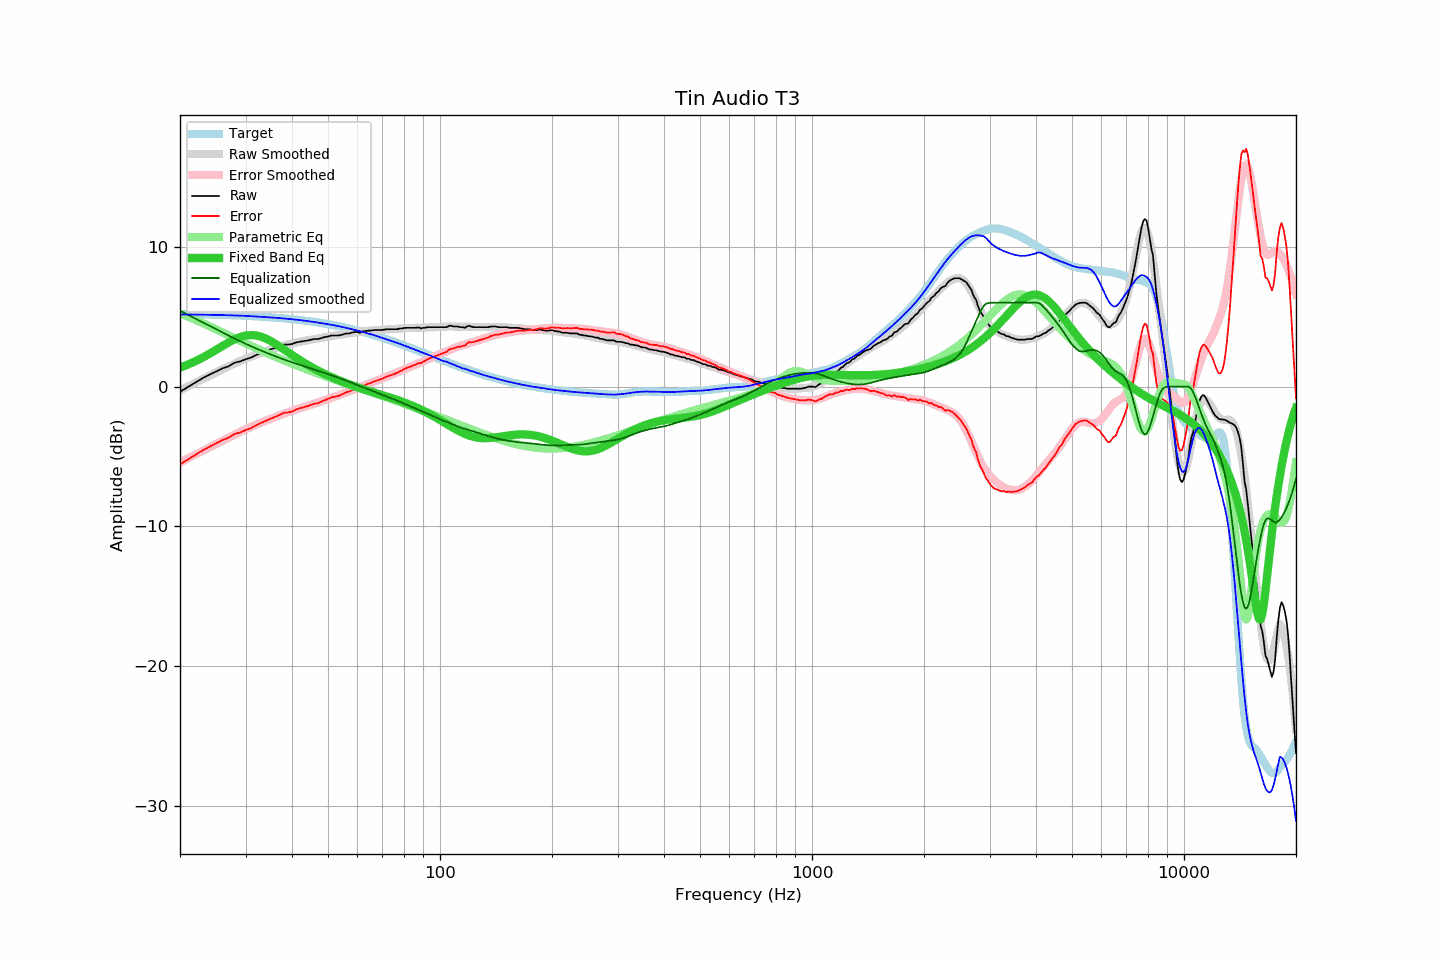 Tin Audio T3
Target
Raw Smoothed
Error Smoothed
Raw
Error
Parametric Eq
Fixed Band Eq
Equalization
Equalized smoothed
10
0
−10
−20
−30
Amplitude (dBr)
100
1000
10000
Frequency (Hz)